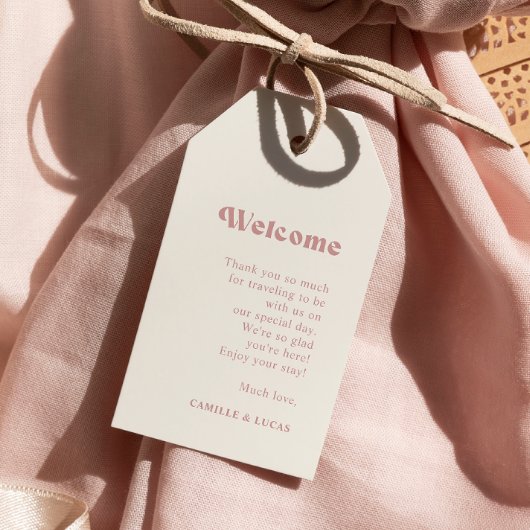 Welcome
Thank you so much
for traveling to be
with us on
our special day.
We're so glad
you're here!
Enjoy your stay!
Much love,
CAMILLE & LUCAS